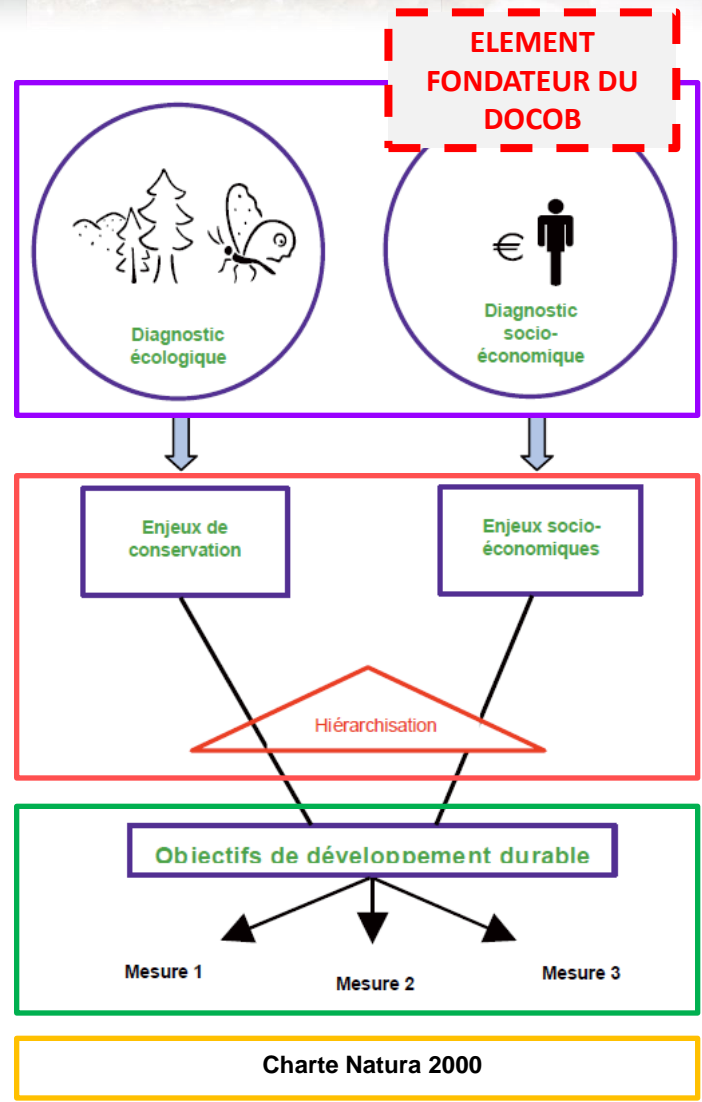 ELEMENT
FONDATEUR DU
DOCOB
Diagnostic
écologique
€
Diagnostic
socio-
économique
Enjeux de
conservation
Enjeux socio-
économiques
Hiérarchisation
Objectifs de développement durable
Mesure 1
Mesure 2
Mesure 3
Charte Natura 2000